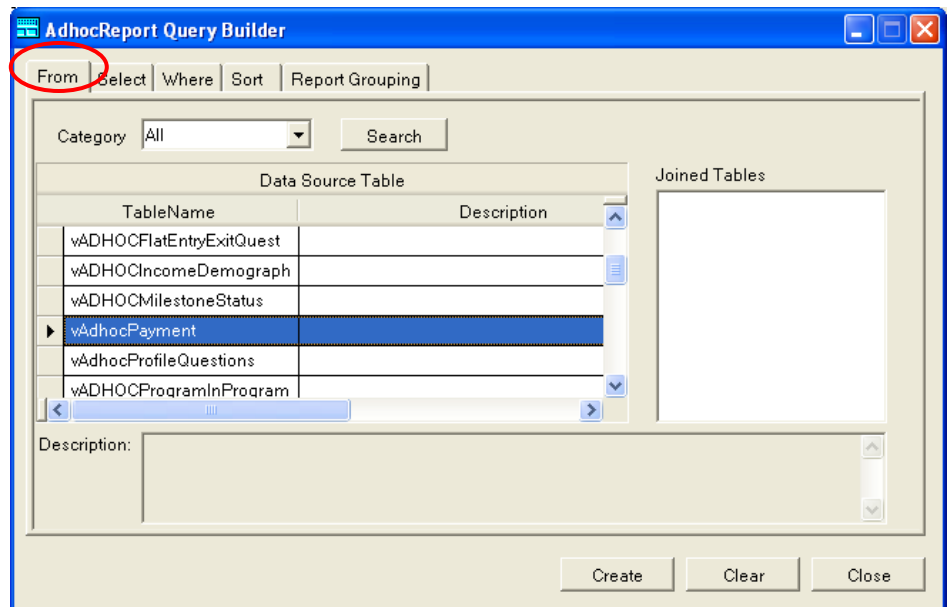 AdhocReport Query Builder
From Select Where Sort Report Grouping
Category All Search
Data Source Table Joined Tables
TableName Description
vADHOCFlatEntryExitQuest
vADHOCIncomeDemograph
vADHOCMilestoneStatus
vAdhocPayment
vAdhocProfileQuestions
vADHOCProgramInProgram
Description:
Create Clear Close